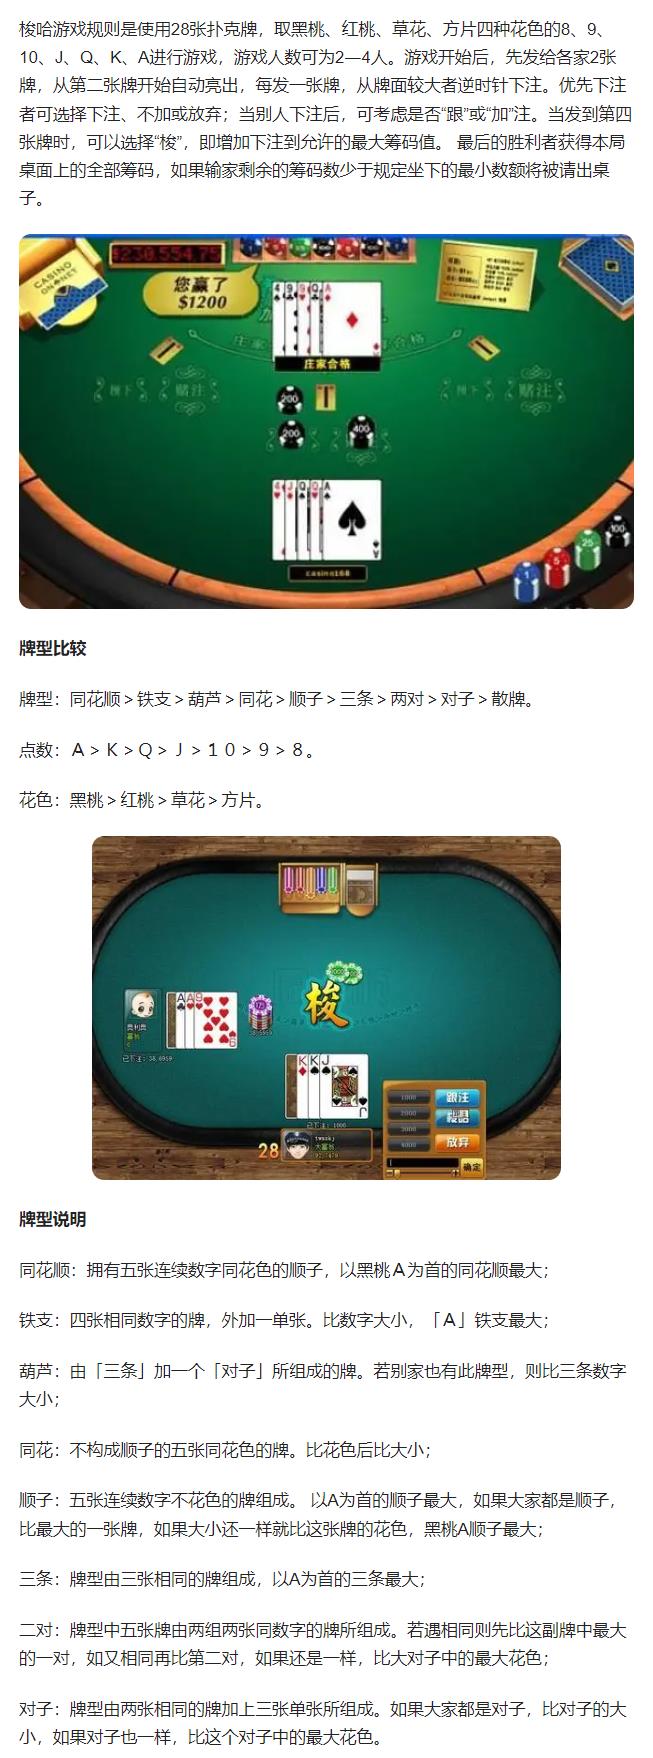 梭哈游戏规则是使用28张扑克牌，取黑桃、红桃、草花、方片四种花色的8、9、
10、J、Q、K、A进行游戏，游戏人数可为2—4人。游戏开始后，先发给各家2张
牌，从第二张牌开始自动亮出，每发一张牌，从牌面较大者逆时针下注。优先下注
者可选择下注、不加或放弃；当别人下注后，可考虑是否“跟”或“加”注。当发到第四
张牌时，可以选择“梭”，即增加下注到允许的最大筹码值。 最后的胜利者获得本局
桌面上的全部筹码，如果输家剩余的筹码数少于规定坐下的最小数额将被请出桌
子。
$230,554.75
CASINO
ON NET
您赢了
$1200
4 9 9 Q A
庄家合格
赌注
赌注
200
200
400
4 J Q Q A
casino168
1
5
25
100
牌型比较
牌型：同花顺＞铁支＞葫芦＞同花＞顺子＞三条＞两对＞对子＞散牌。
点数：Ａ＞Ｋ＞Ｑ＞Ｊ＞１０＞９＞８。
花色：黑桃＞红桃＞草花＞方片。
梭
A A 9
9
K K J
J
已下注：1000
28
大富翁
1000
2000
3000
4000
跟注
放弃
确定
牌型说明
同花顺：拥有五张连续数字同花色的顺子，以黑桃Ａ为首的同花顺最大；
铁支：四张相同数字的牌，外加一单张。比数字大小，「Ａ」铁支最大；
葫芦：由「三条」加一个「对子」所组成的牌。若别家也有此牌型，则比三条数字
大小；
同花：不构成顺子的五张同花色的牌。比花色后比大小；
顺子：五张连续数字不花色的牌组成。 以A为首的顺子最大，如果大家都是顺子，
比最大的一张牌，如果大小还一样就比这张牌的花色，黑桃A顺子最大；
三条：牌型由三张相同的牌组成，以A为首的三条最大；
二对：牌型中五张牌由两组两张同数字的牌所组成。若遇相同则先比这副牌中最大
的一对，如又相同再比第二对，如果还是一样，比大对子中的最大花色；
对子：牌型由两张相同的牌加上三张单张所组成。如果大家都是对子，比对子的大
小，如果对子也一样，比这个对子中的最大花色。